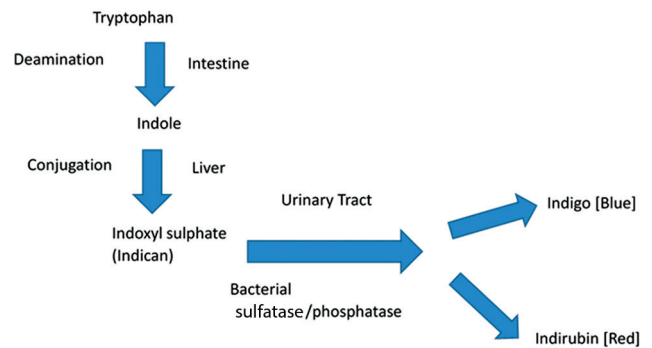 Tryptophan
Deamination
Intestine
Indole
Conjugation
Liver
Urinary Tract
Indigo [Blue]
Indoxyl sulphate
(Indican)
Bacterial
sulfatase/phosphatase
Indirubin [Red]